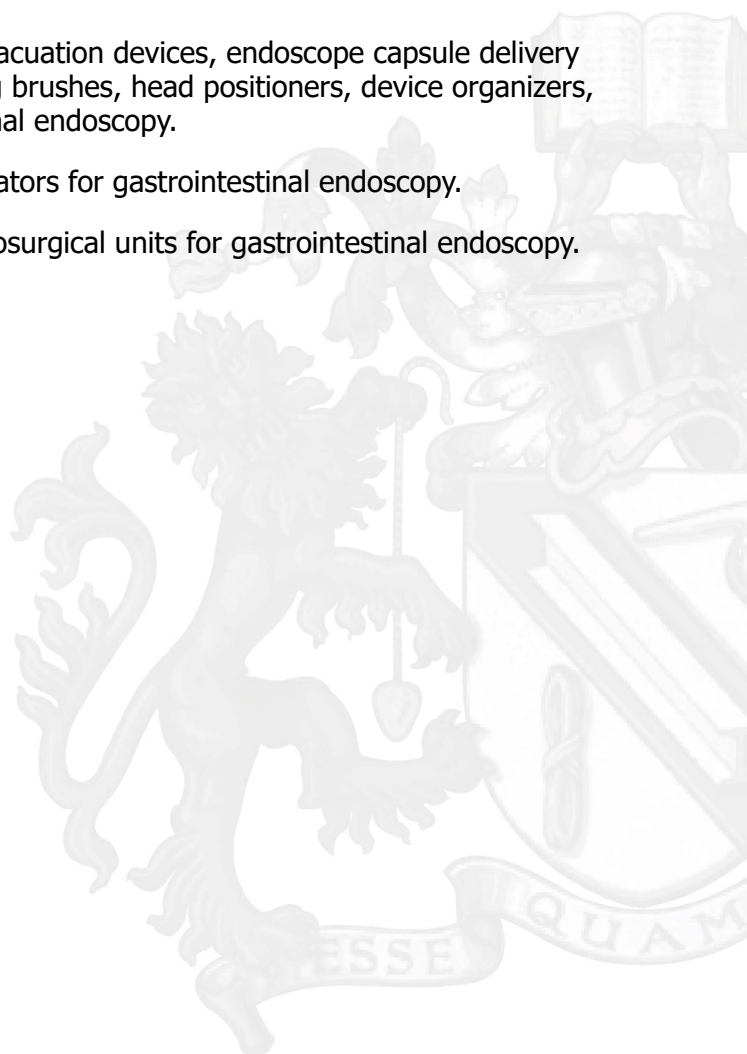 acuation devices, endoscope capsule delivery
brushes, head positioners, device organizers,
nal endoscopy.
ators for gastrointestinal endoscopy.
osurgical units for gastrointestinal endoscopy.
ESSE QUAM